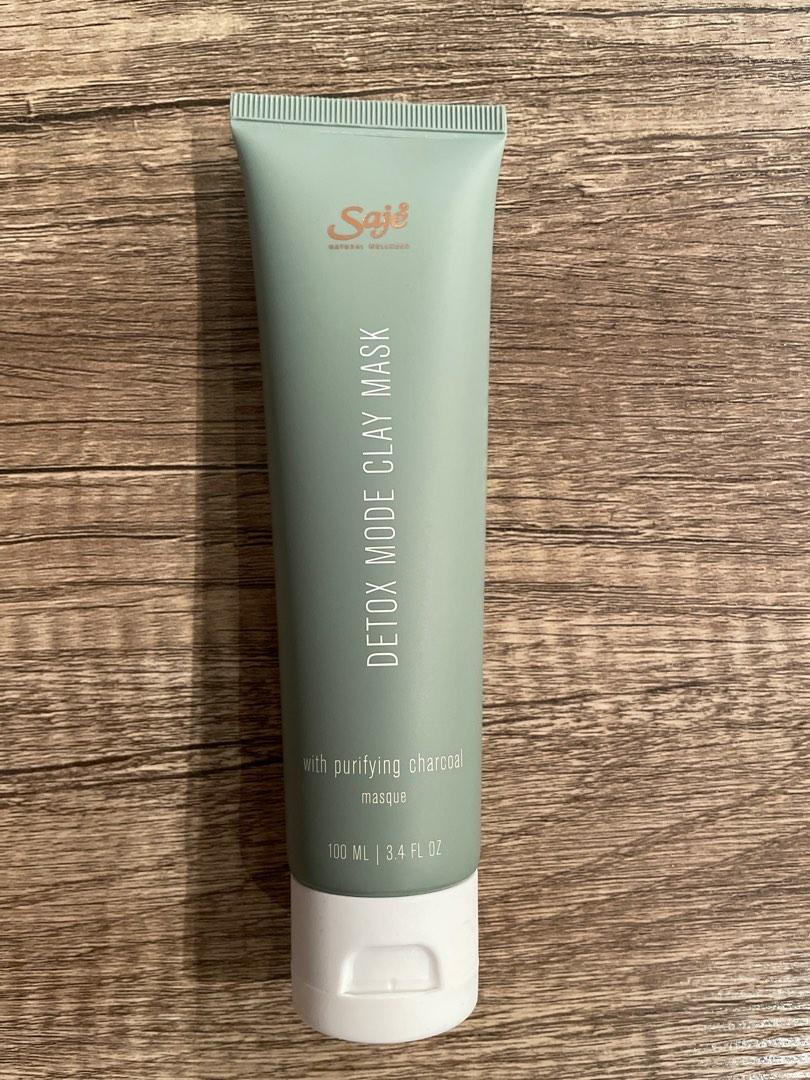 Saje
NATURAL WELLNESS
DETOX MODE CLAY MASK
with purifying charcoal
masque
100 ML | 3.4 FL OZ